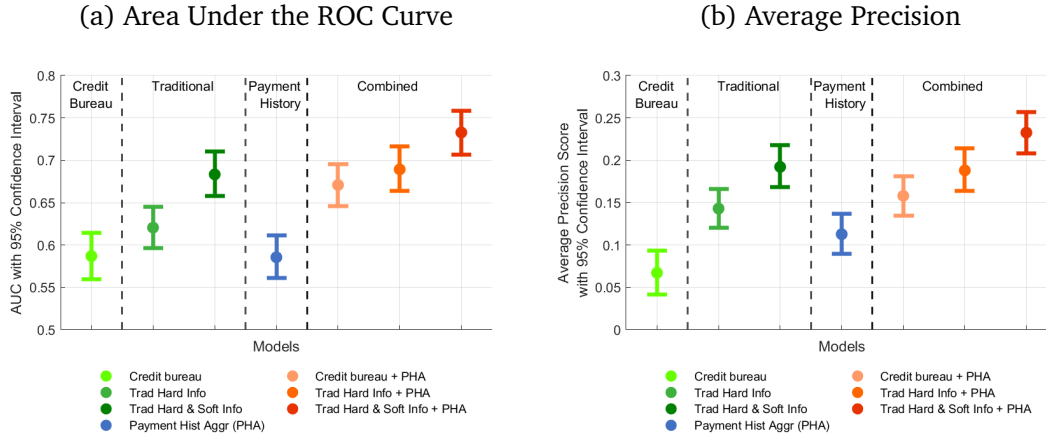 (a) Area Under the ROC Curve
AUC with 95% Confidence Interval
0.8
0.75
0.7
0.65
0.6
0.55
0.5
Credit
Bureau
Traditional
Payment
History
Combined
Models
Credit bureau
Trad Hard Info
Trad Hard & Soft Info
Payment Hist Aggr (PHA)
Credit bureau + PHA
Trad Hard Info + PHA
Trad Hard & Soft Info + PHA
(b) Average Precision
Average Precision Score
with 95% Confidence Interval
0.3
0.25
0.2
0.15
0.1
0.05
0
Credit
Bureau
Traditional
Payment
History
Combined
Models
Credit bureau
Trad Hard Info
Trad Hard & Soft Info
Payment Hist Aggr (PHA)
Credit bureau + PHA
Trad Hard Info + PHA
Trad Hard & Soft Info + PHA